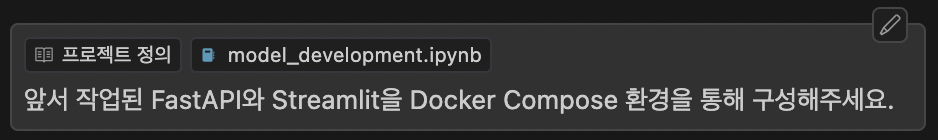 프로젝트 정의 model_development.ipynb
앞서 작업된 FastAPI와 Streamlit을 Docker Compose 환경을 통해 구성해주세요.